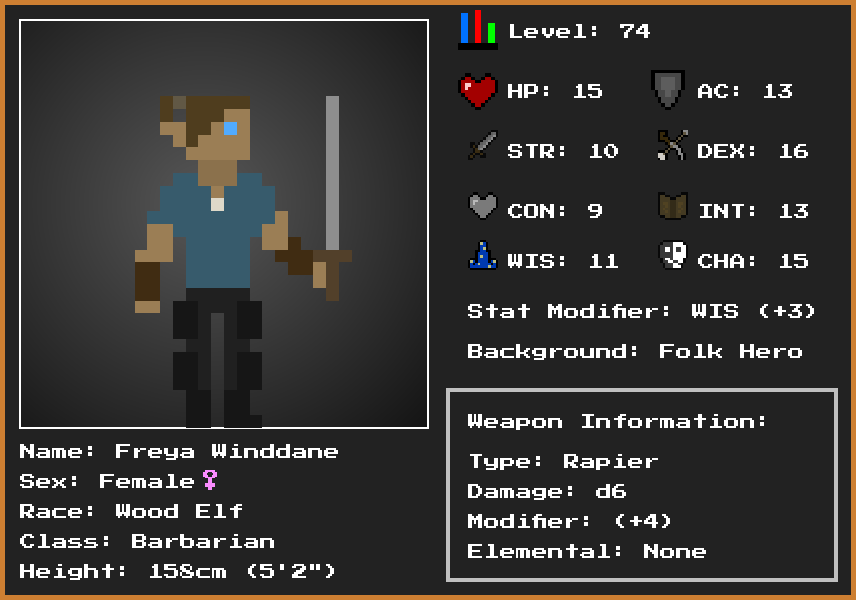 Level: 74
HP: 15 AC: 13
STR: 10 DEX: 16
CON: 9 INT: 13
WIS: 11 CHA: 15
Stat Modifier: WIS (+3)
Background: Folk Hero
Weapon Information:
Type: Rapier
Damage: d6
Modifier: (+4)
Elemental: None
Name: Freya Winddane
Sex: Female♀
Race: Wood Elf
Class: Barbarian
Height: 158cm (5'2")